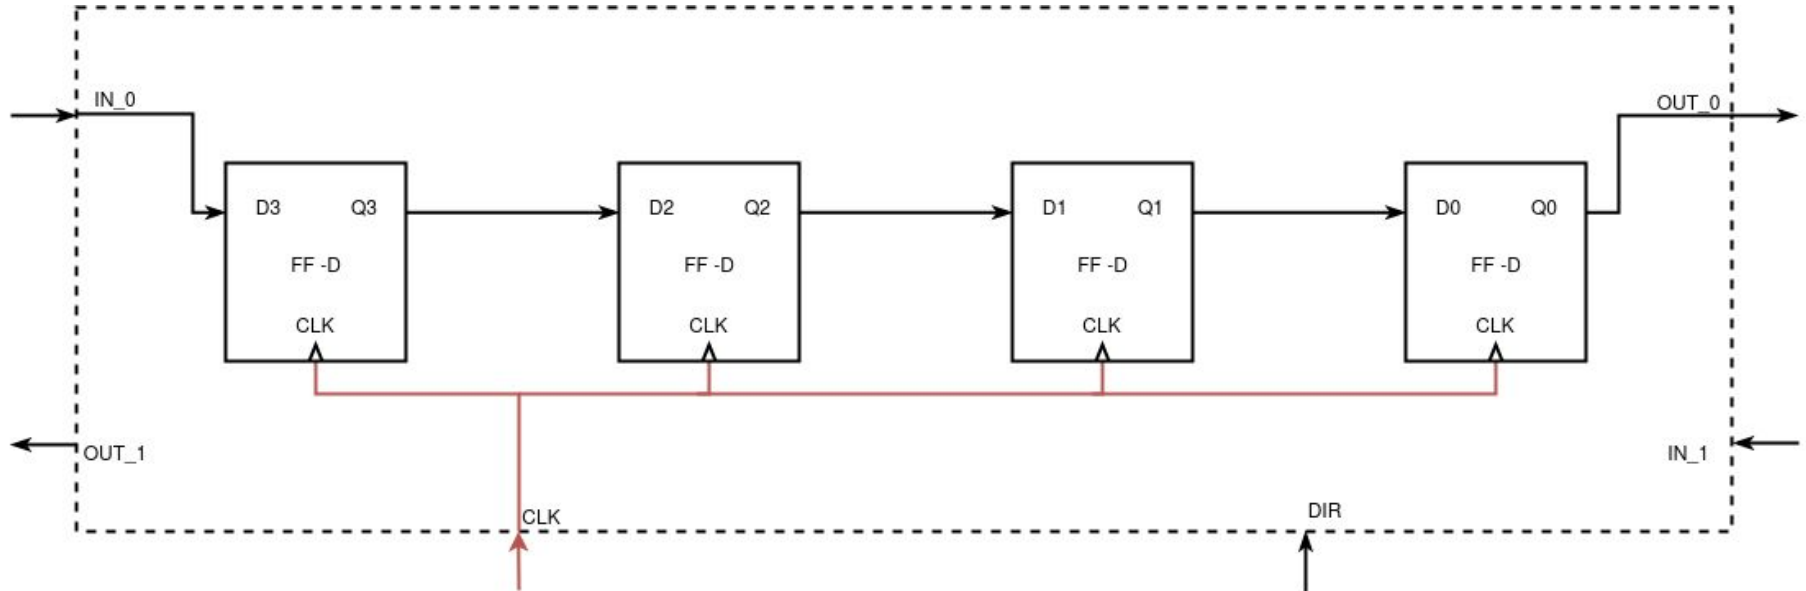 IN_0
OUT_0
D3 Q3
FF -D
CLK
D2 Q2
FF -D
CLK
D1 Q1
FF -D
CLK
D0 Q0
FF -D
CLK
OUT_1
IN_1
CLK
DIR